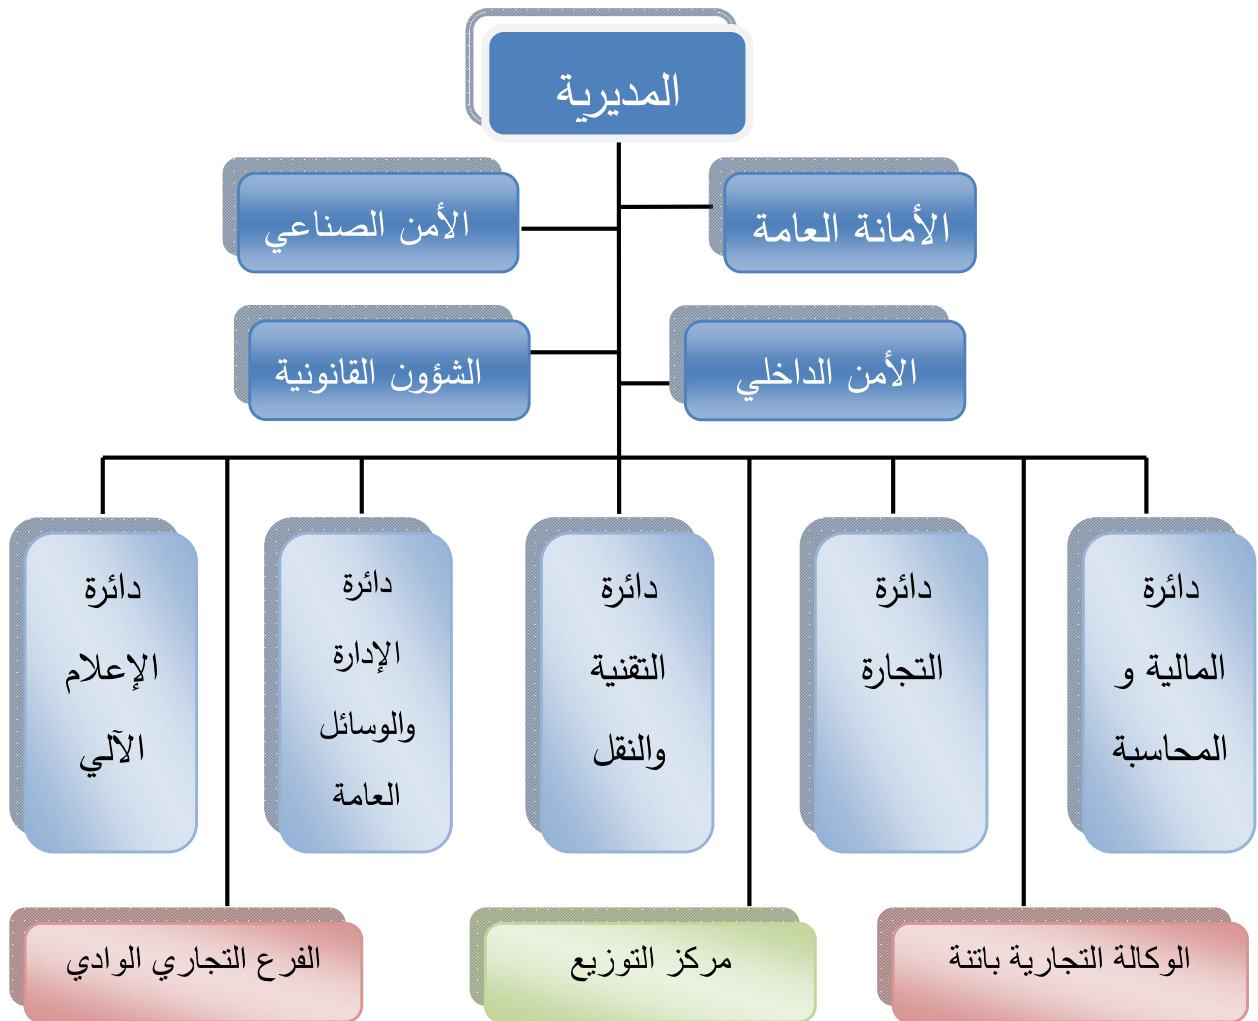 المديرية
الأمانة العامة
الأمن الصناعي
الأمن الداخلي
الشؤون القانونية
دائرة
المالية و
المحاسبة
دائرة
التجارة
دائرة
التقنية
والنقل
دائرة
الإدارة
والوسائل
العامة
دائرة
الإعلام
الآلي
الوكالة التجارية باتنة
مركز التوزيع
الفرع التجاري الوادي